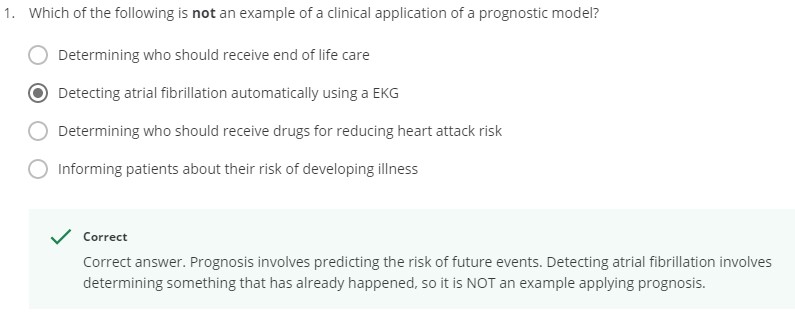 1. Which of the following is not an example of a clinical application of a prognostic model?
Determining who should receive end of life care
Detecting atrial fibrillation automatically using a EKG
Determining who should receive drugs for reducing heart attack risk
Informing patients about their risk of developing illness
Correct
Correct answer. Prognosis involves predicting the risk of future events. Detecting atrial fibrillation involves
determining something that has already happened, so it is NOT an example applying prognosis.